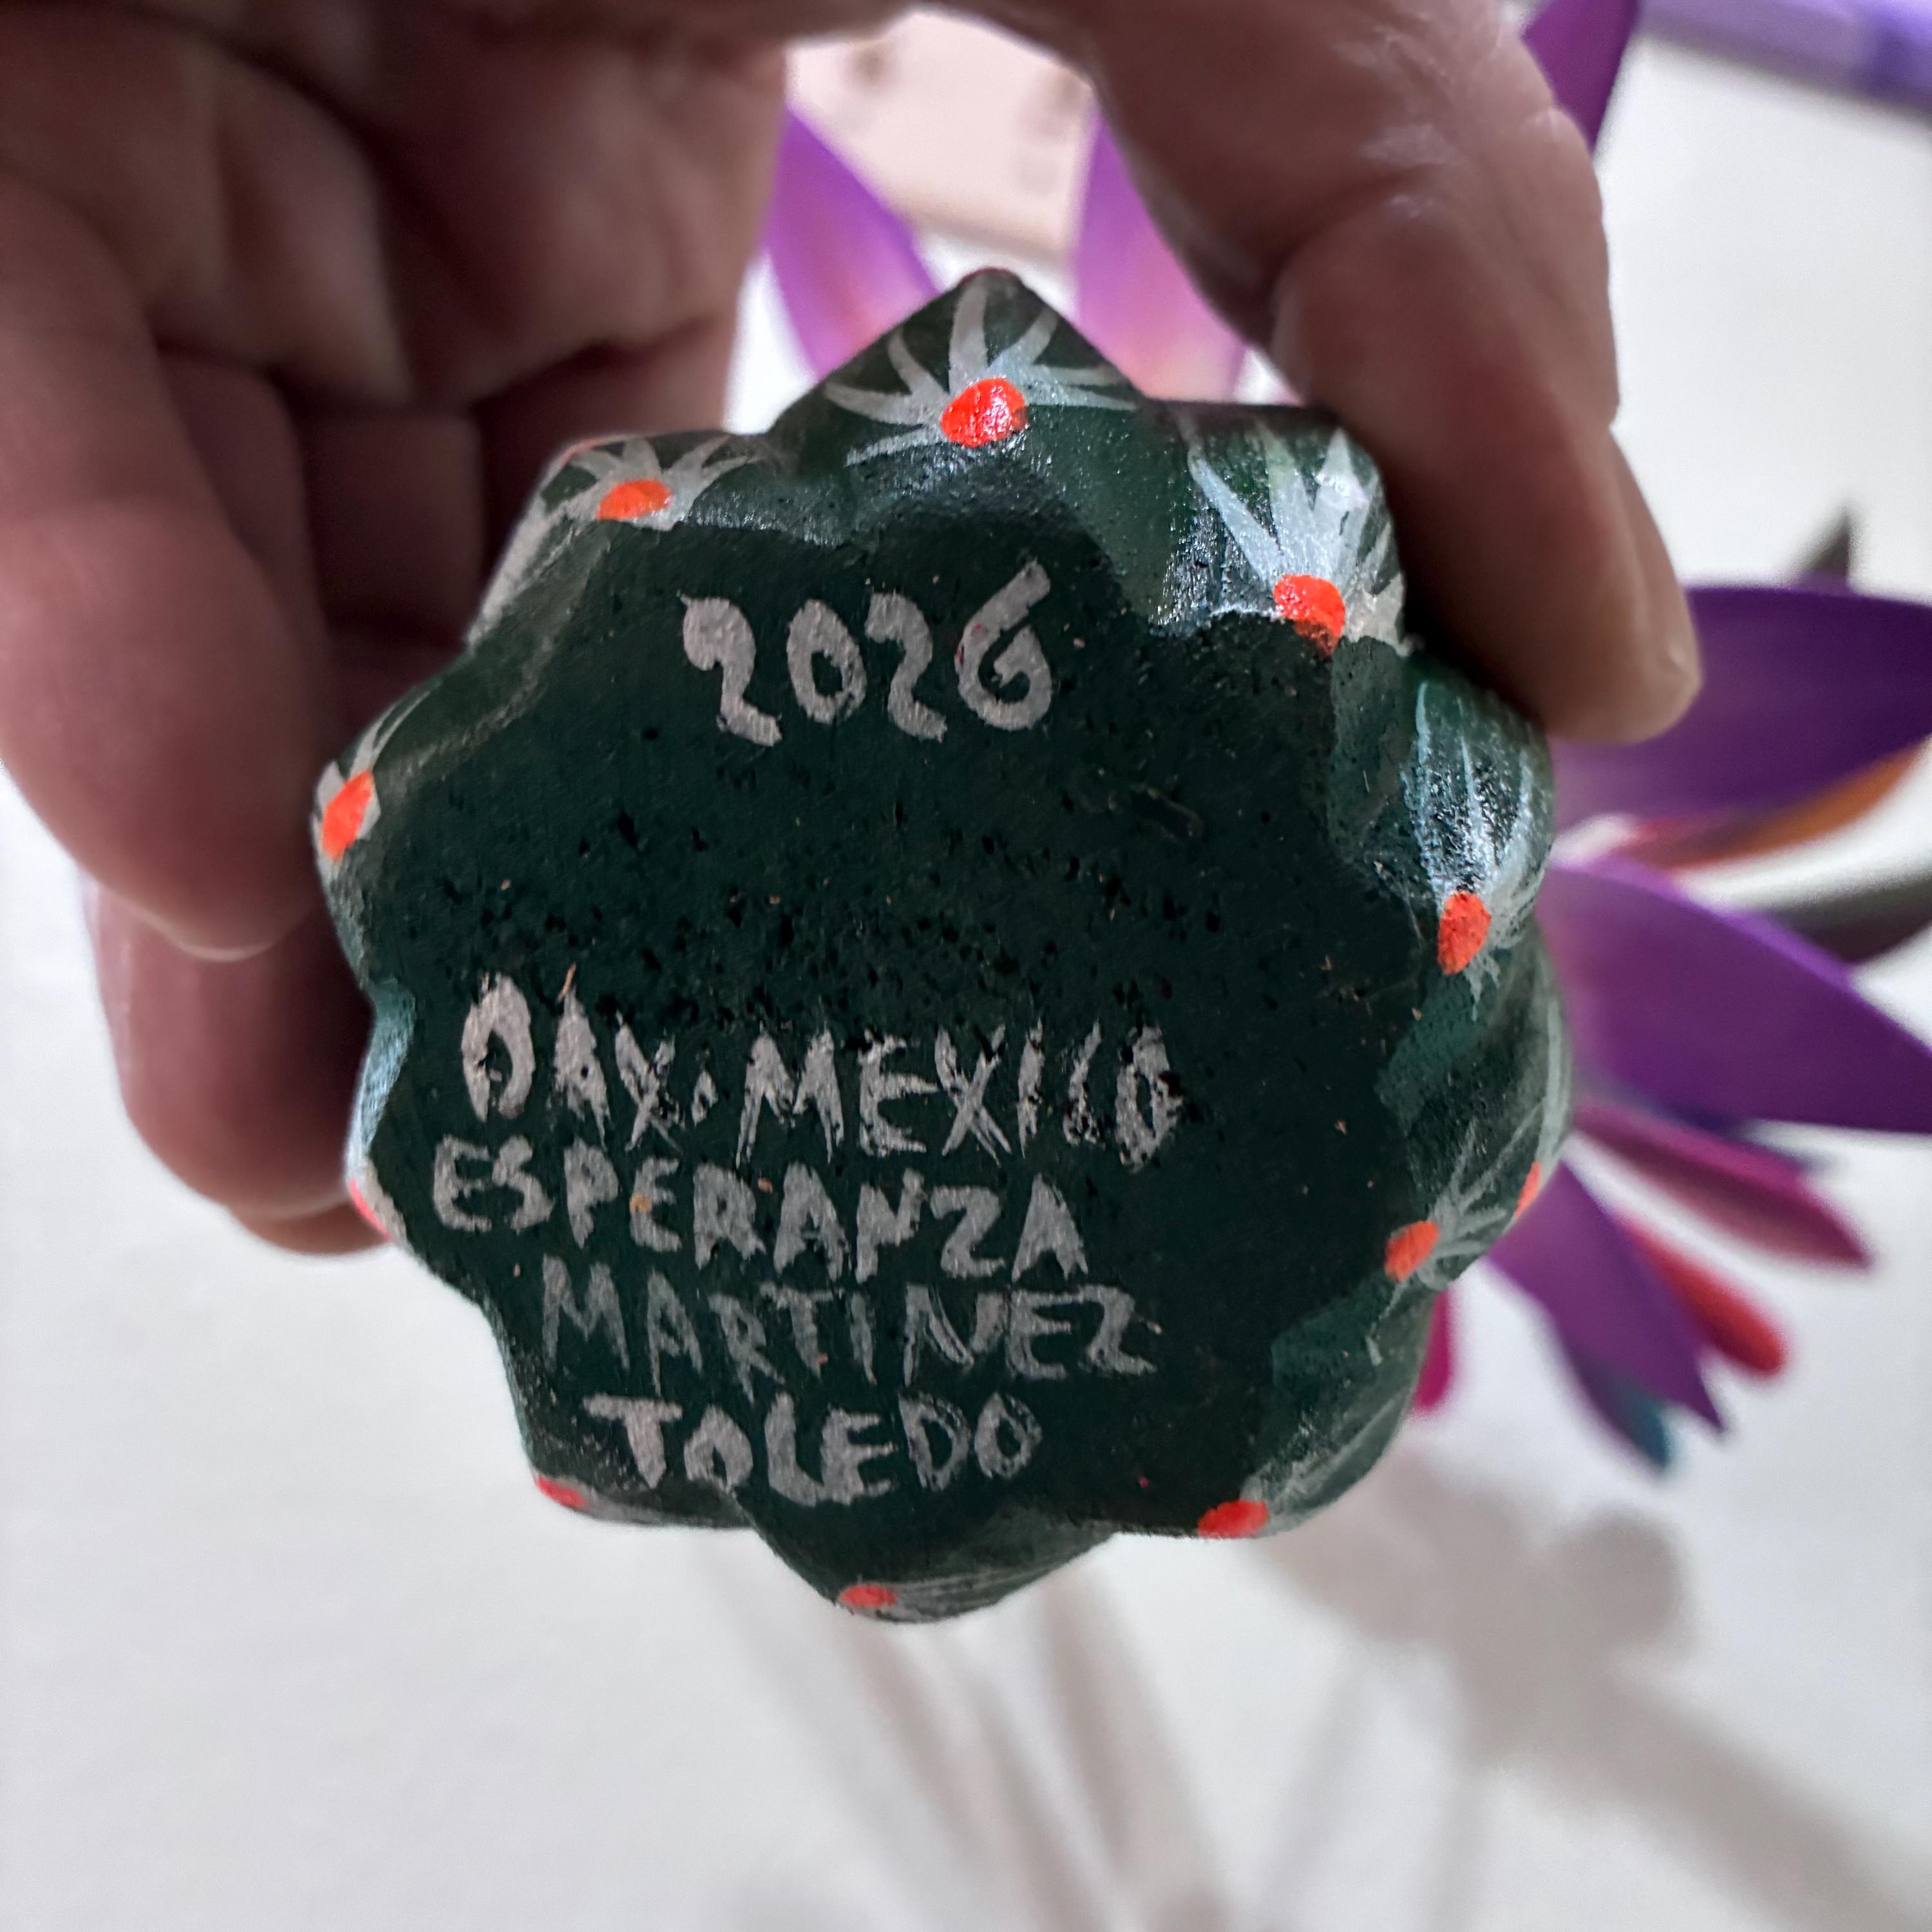 2026
OAX. MEXICO
ESPERANZA
MARTINEZ
TOLEDO